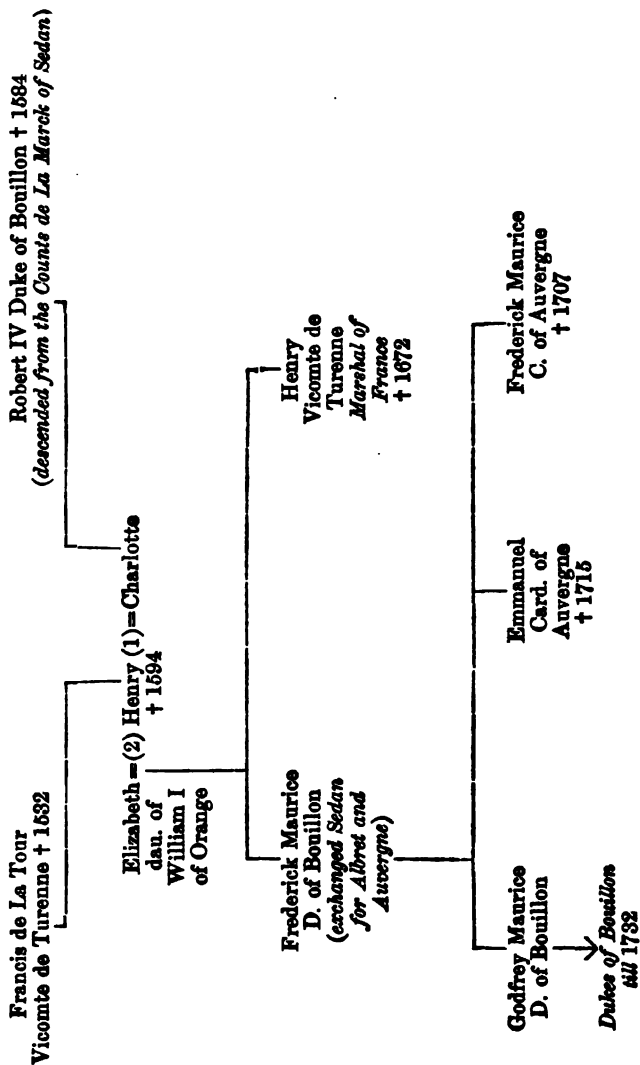 Francis de La Tour
Vicomte de Turenne † 1532
Robert IV Duke of Bouillon † 1584
(descended from the Counts de La Marck of Sedan)
Elizabeth = (2) Henry (1) = Charlotte
dau. of † 1594
William I
of Orange
Frederick Maurice
D. of Bouillon
(exchanged Sedan
for Albret and
Auvergne)
Henry
Vicomte de
Turenne
Marshal of
France
† 1672
Godfrey Maurice
D. of Bouillon
Dukes of Bouillon
till 1732
Emmanuel
Card. of
Auvergne
† 1715
Frederick Maurice
C. of Auvergne
† 1707